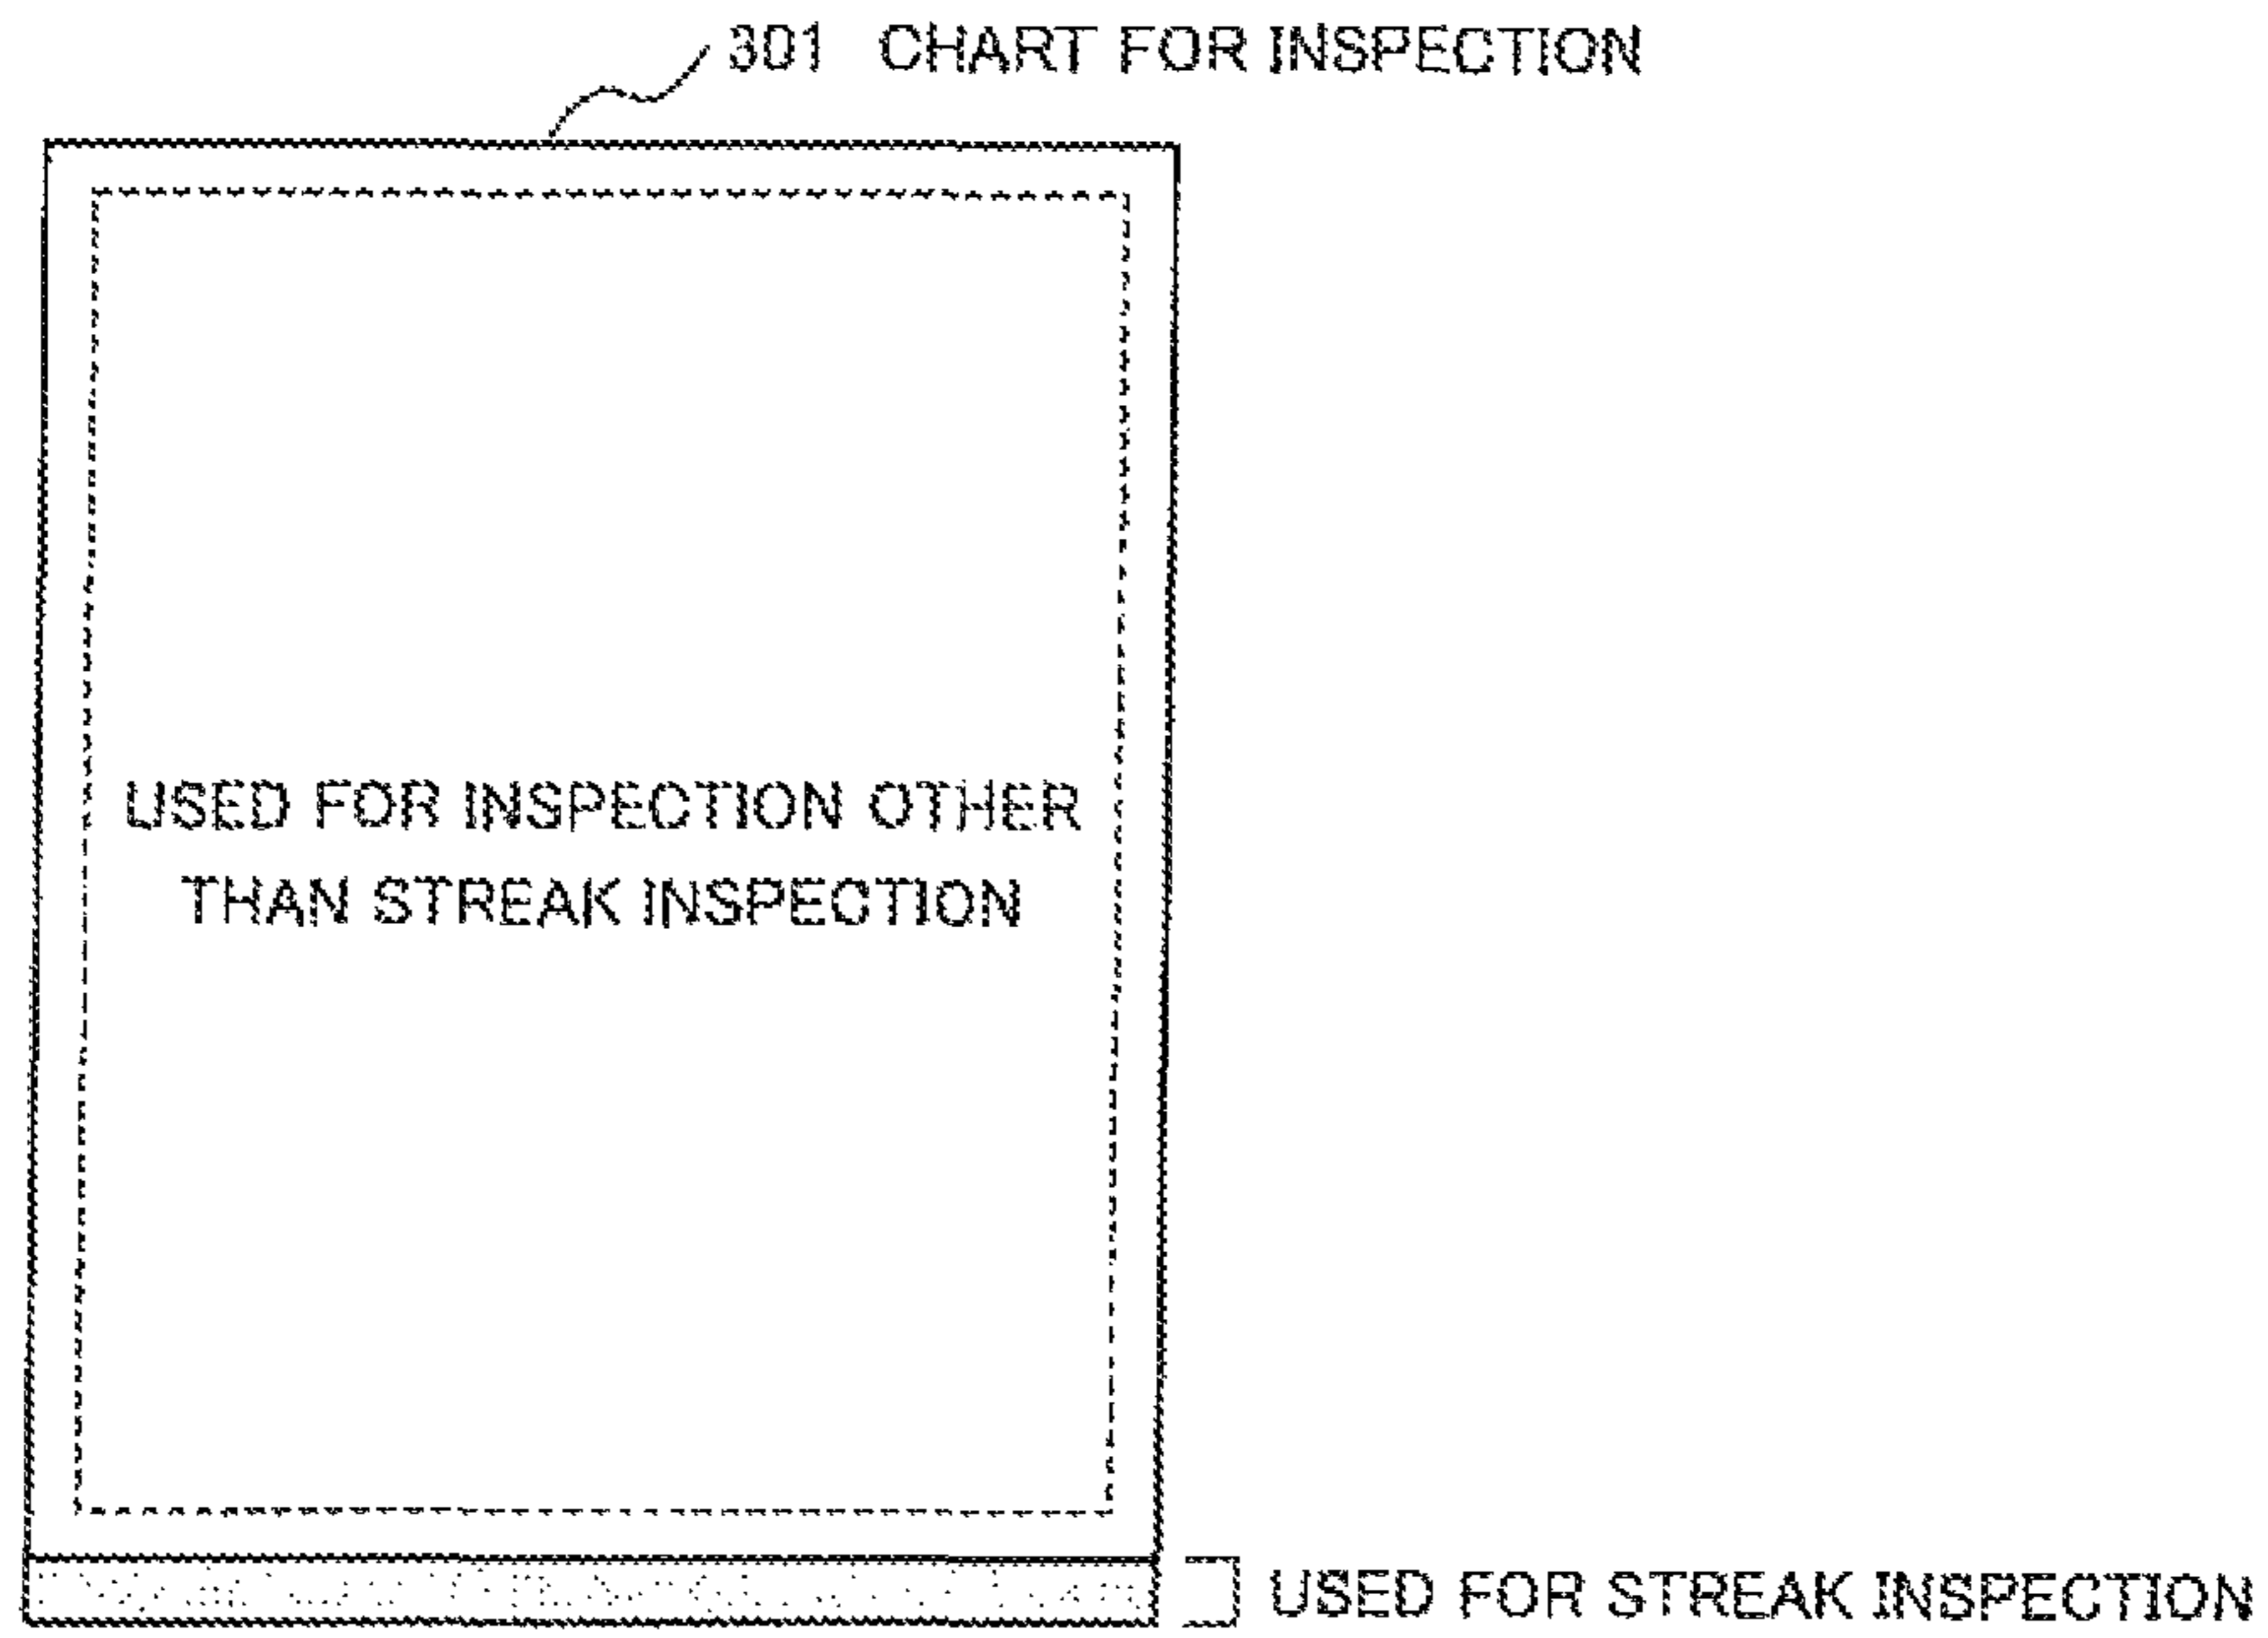 301 CHART FOR INSPECTION
USED FOR INSPECTION OTHER
THAN STREAK INSPECTION
USED FOR STREAK INSPECTION